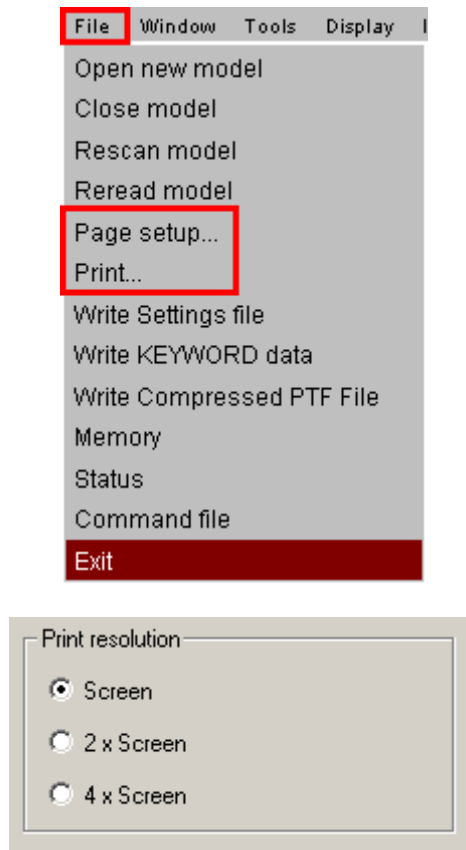 File Window Tools Display
Open new model
Close model
Rescan model
Reread model
Page setup...
Print...
Write Settings file
Write KEYWORD data
Write Compressed PTF File
Memory
Status
Command file
Exit
Print resolution
Screen
2 x Screen
4 x Screen